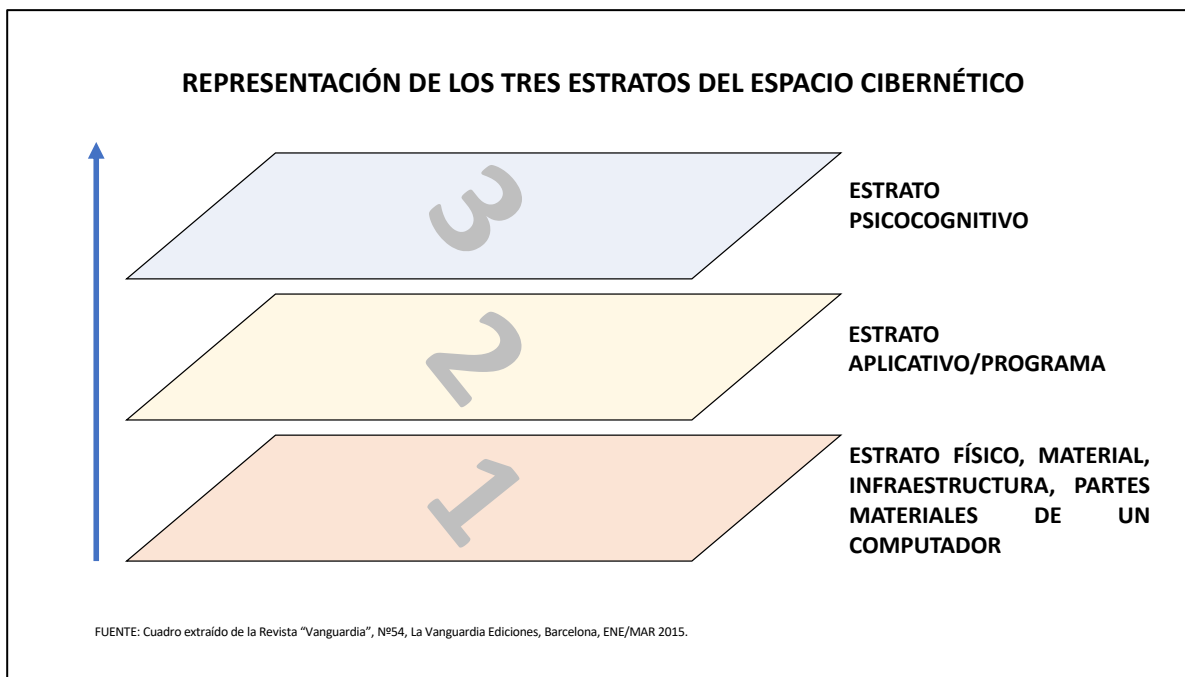 REPRESENTACIÓN DE LOS TRES ESTRATOS DEL ESPACIO CIBERNÉTICO
3
ESTRATO
PSICOCOGNITIVO
2
ESTRATO
APLICATIVO/PROGRAMA
1
ESTRATO FÍSICO, MATERIAL,
INFRAESTRUCTURA, PARTES
MATERIALES DE UN
COMPUTADOR
FUENTE: Cuadro extraído de la Revista “Vanguardia”, Nº54, La Vanguardia Ediciones, Barcelona, ENE/MAR 2015.